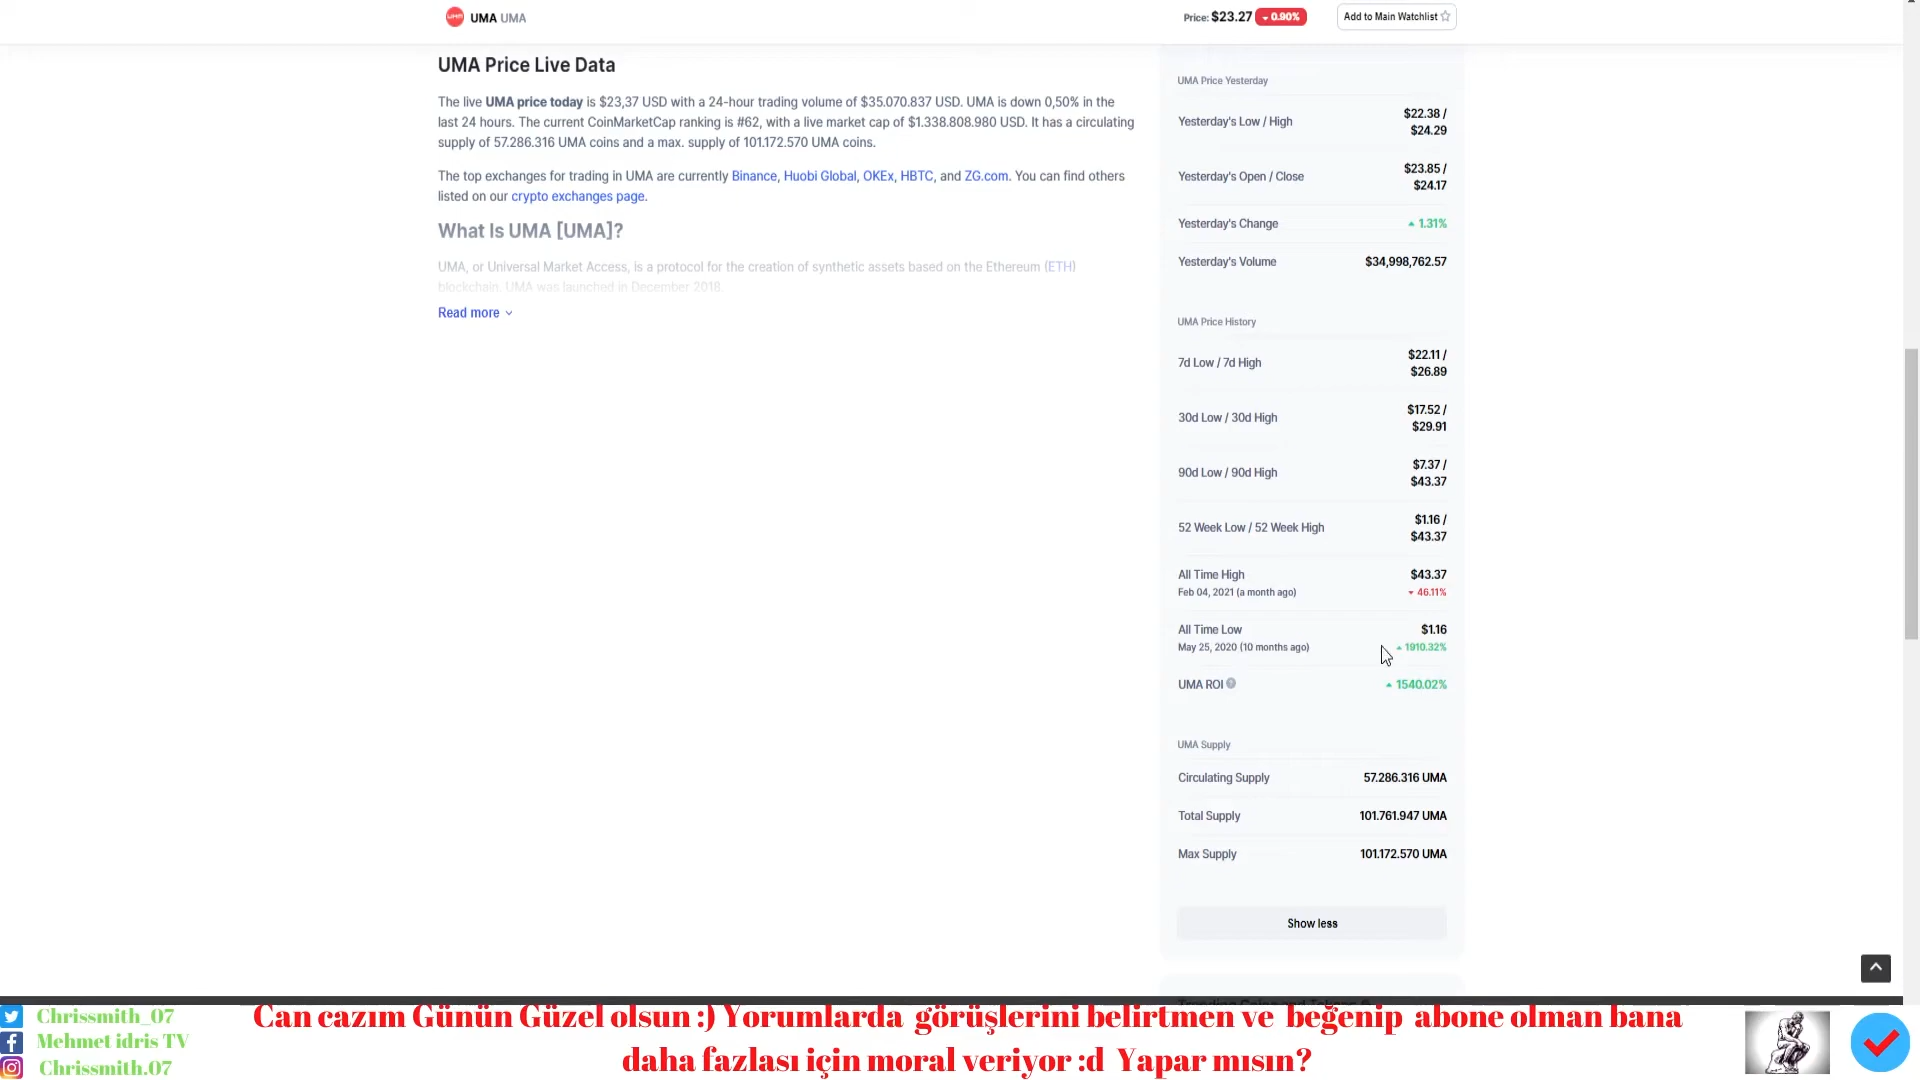 UMA UMA
Price: $23.27 0.90%
Add to Main Watchlist
UMA Price Live Data
The live UMA price today is $23,37 USD with a 24-hour trading volume of $35.070.837 USD. UMA is down 0,50% in the
last 24 hours. The current CoinMarketCap ranking is #62, with a live market cap of $1.338.808.980 USD. It has a circulating
supply of 57.286.316 UMA coins and a max. supply of 101.172.570 UMA coins.
The top exchanges for trading in UMA are currently Binance, Huobi Global, OKEx, HBTC, and ZG.com. You can find others
listed on our crypto exchanges page.
What Is UMA [UMA]?
UMA, or Universal Market Access, is a protocol for the creation of synthetic assets based on the Ethereum (ETH)
blockchain. UMA was launched in December 2018.
Read more
UMA Price Yesterday
Yesterday's Low / High
$22.38 /
$24.29
Yesterday's Open / Close
$23.85 /
$24.17
Yesterday's Change
1.31%
Yesterday's Volume
$34,998,762.57
UMA Price History
7d Low / 7d High
$22.11 /
$26.89
30d Low / 30d High
$17.52 /
$29.91
90d Low / 90d High
$7.37 /
$43.37
52 Week Low / 52 Week High
$1.16 /
$43.37
All Time High
$43.37
Feb 04, 2021 (a month ago)
46.11%
All Time Low
$1.16
May 25, 2020 (10 months ago)
1910.32%
UMA ROI
1540.02%
UMA Supply
Circulating Supply
57.286.316 UMA
Total Supply
101.761.947 UMA
Max Supply
101.172.570 UMA
Show less
Trending Coins and Tokens
Chrissmith_07
Mehmet idris TV
Chrissmith.07
Can cazım Günün Güzel olsun :) Yorumlarda görüşlerini belirtmen ve beğenip abone olman bana
daha fazlası için moral veriyor :d Yapar mısın?